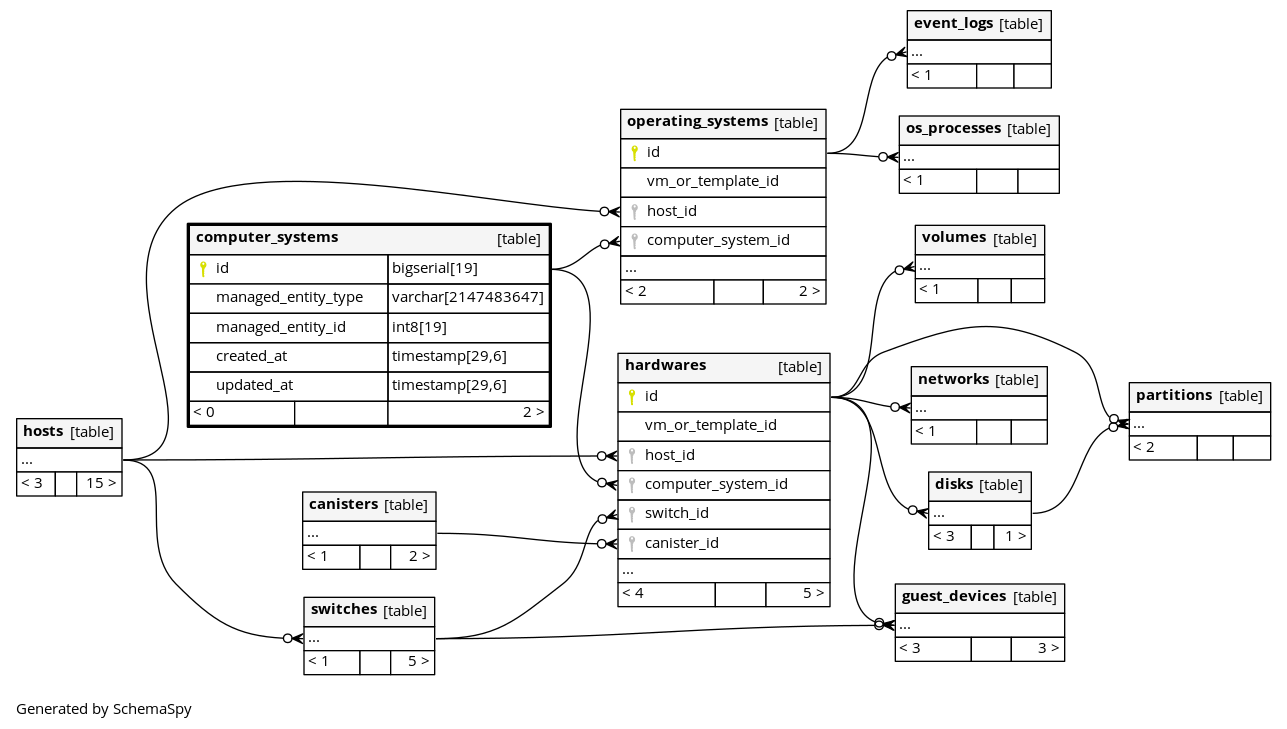 event_logs [table]
...
< 1
operating_systems [table]
id
vm_or_template_id
host_id
computer_system_id
...
< 2 2 >
os_processes [table]
...
< 1
computer_systems [table]
id bigserial[19]
managed_entity_type varchar[2147483647]
managed_entity_id int8[19]
created_at timestamp[29,6]
updated_at timestamp[29,6]
< 0 2 >
volumes [table]
...
< 1
hardwares [table]
id
vm_or_template_id
host_id
computer_system_id
switch_id
canister_id
...
< 4 5 >
networks [table]
...
< 1
partitions [table]
...
< 2
hosts [table]
...
< 3 15 >
disks [table]
...
< 3 1 >
canisters [table]
...
< 1 2 >
guest_devices [table]
...
< 3 3 >
switches [table]
...
< 1 5 >
Generated by SchemaSpy